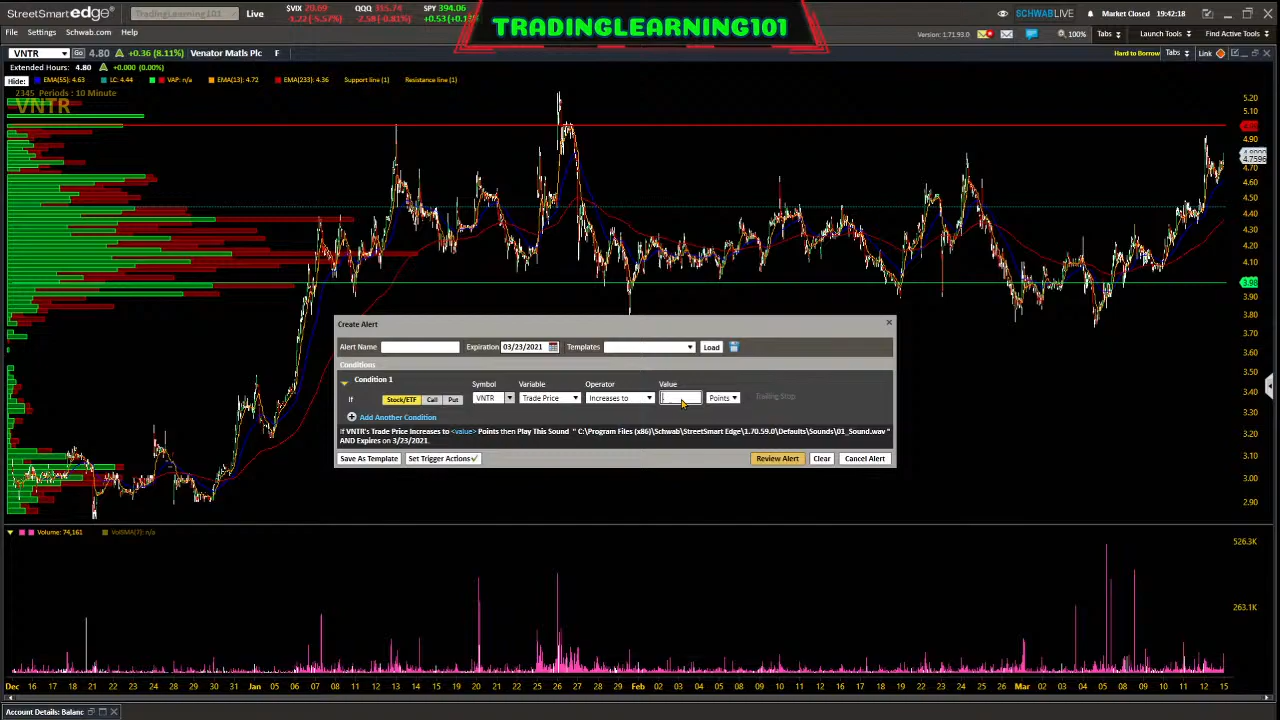 StreetSmart edge®
TradingLearning101
Live
$VIX 20.69
-1.22 (-5.57%)
QQQ 315.74
-2.58 (-0.81%)
SPY 394.06
+0.53 (+0.13
TRADINGLEARNING101
SCHWABLIVE
Market Closed
19:42:18
File Settings Schwab.com Help
Version: 1.71.93.0
100%
Tabs
Launch Tools
Find Active Tools
VNTR Go 4.80 +0.36 (8.11%) Venator Matls Plc F
Hard to Borrow
Tabs
Link
Extended Hours: 4.80 +0.000 (0.00%)
Hide: EMA(55): 4.63 LC: 4.44 VAP: n/a EMA(13): 4.72 EMA(233): 4.36 Support line (1) Resistance line (1)
2345 Periods : 10 Minute
VNTR
5.20
5.10
4.90
4.7596
4.70
4.60
4.50
4.40
4.30
4.20
4.10
3.98
3.90
3.80
3.70
3.60
3.50
3.40
3.30
3.20
3.10
3.00
2.90
Create Alert
Alert Name Expiration 03/23/2021 Templates Load
Conditions
Condition 1
Symbol Variable Operator Value
If Stock/ETF Call Put VNTR Trade Price Increases to Points Trailing Stop
Add Another Condition
If VNTR's Trade Price Increases to <value> Points then Play This Sound " C:\Program Files (x86)\Schwab\StreetSmart Edge\1.70.59.0\Defaults\Sounds\01_Sound.wav "
AND Expires on 3/23/2021.
Save As Template Set Trigger Actions✓ Review Alert Clear Cancel Alert
Volume: 74,161 VolSMA(7): n/a
526.3K
263.1K
Dec 16 17 18 21 22 23 24 28 29 30 31 Jan 05 06 07 08 11 12 13 14 15 19 20 21 22 25 26 27 28 29 Feb 02 03 04 05 08 09 10 11 12 16 17 18 19 22 23 24 25 26 Mar 02 03 04 05 08 09 10 11 12 15
Account Details: Balanc